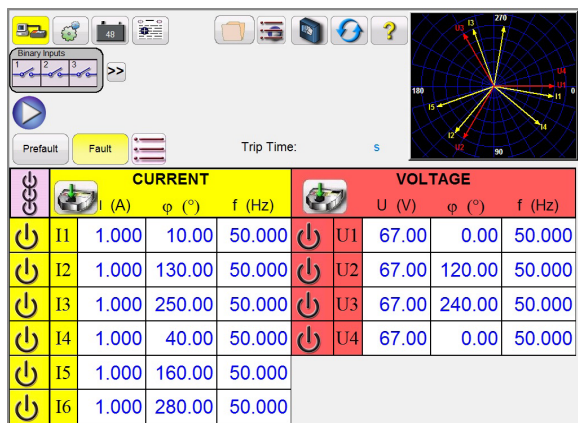 48
?
Binary Inputs
1 2 3
>>
Prefault Fault Trip Time: s
270
I3
U3
U4
180
U1
0
I1
I5
I4
I2
U2
90
CURRENT VOLTAGE
I (A) φ (°) f (Hz) U (V) φ (°) f (Hz)
I1 1.000 10.00 50.000 U1 67.00 0.00 50.000
I2 1.000 130.00 50.000 U2 67.00 120.00 50.000
I3 1.000 250.00 50.000 U3 67.00 240.00 50.000
I4 1.000 40.00 50.000 U4 67.00 0.00 50.000
I5 1.000 160.00 50.000
I6 1.000 280.00 50.000